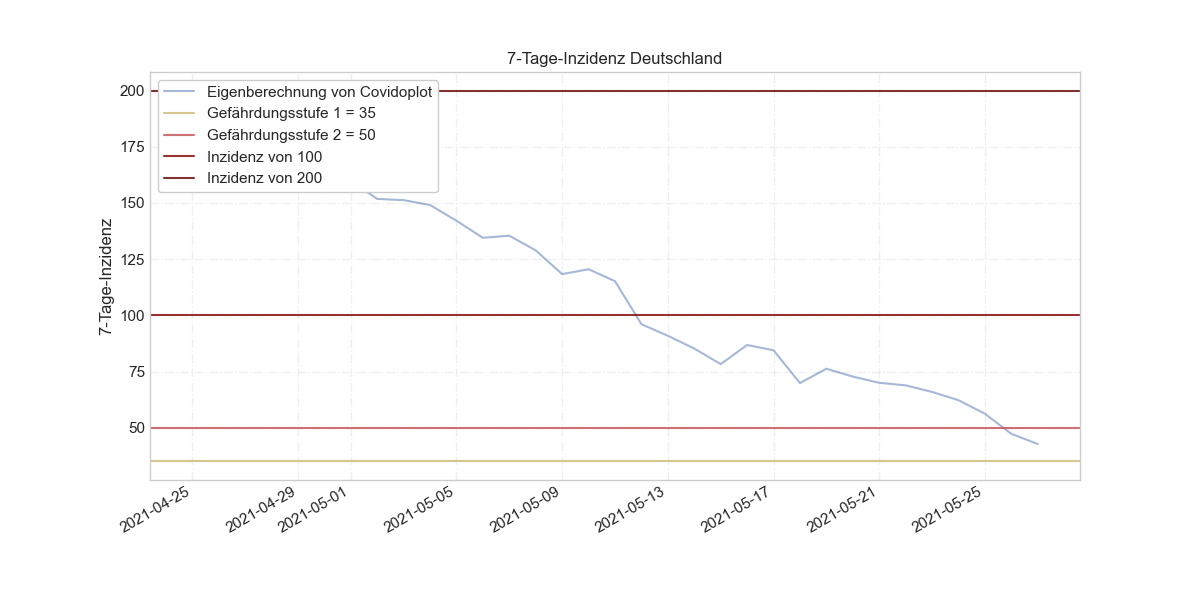 7-Tage-Inzidenz Deutschland
Eigenberechnung von Covidoplot
Gefährdungsstufe 1 = 35
Gefährdungsstufe 2 = 50
Inzidenz von 100
Inzidenz von 200
7-Tage-Inzidenz
200
175
150
125
100
75
50
2021-04-25
2021-04-29
2021-05-01
2021-05-05
2021-05-09
2021-05-13
2021-05-17
2021-05-21
2021-05-25